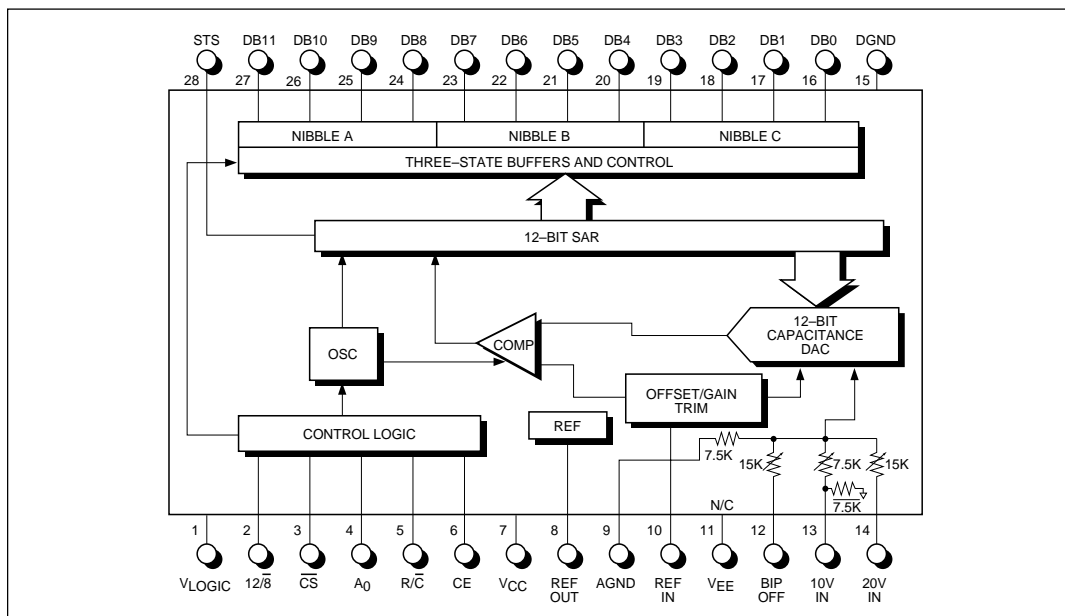 STS DB11 DB10 DB9 DB8 DB7 DB6 DB5 DB4 DB3 DB2 DB1 DB0 DGND
28 27 26 25 24 23 22 21 20 19 18 17 16 15
NIBBLE A NIBBLE B NIBBLE C
THREE–STATE BUFFERS AND CONTROL
12–BIT SAR
12–BIT
CAPACITANCE
DAC
OSC
COMP
OFFSET/GAIN
TRIM
REF
CONTROL LOGIC
7.5K
15K 7.5K 15K
7.5K
N/C
1 2 3 4 5 6 7 8 9 10 11 12 13 14
VLOGIC 12/8̅ C̅S̅ A0 R/C̅ CE VCC REF OUT AGND REF IN VEE BIP OFF 10V IN 20V IN